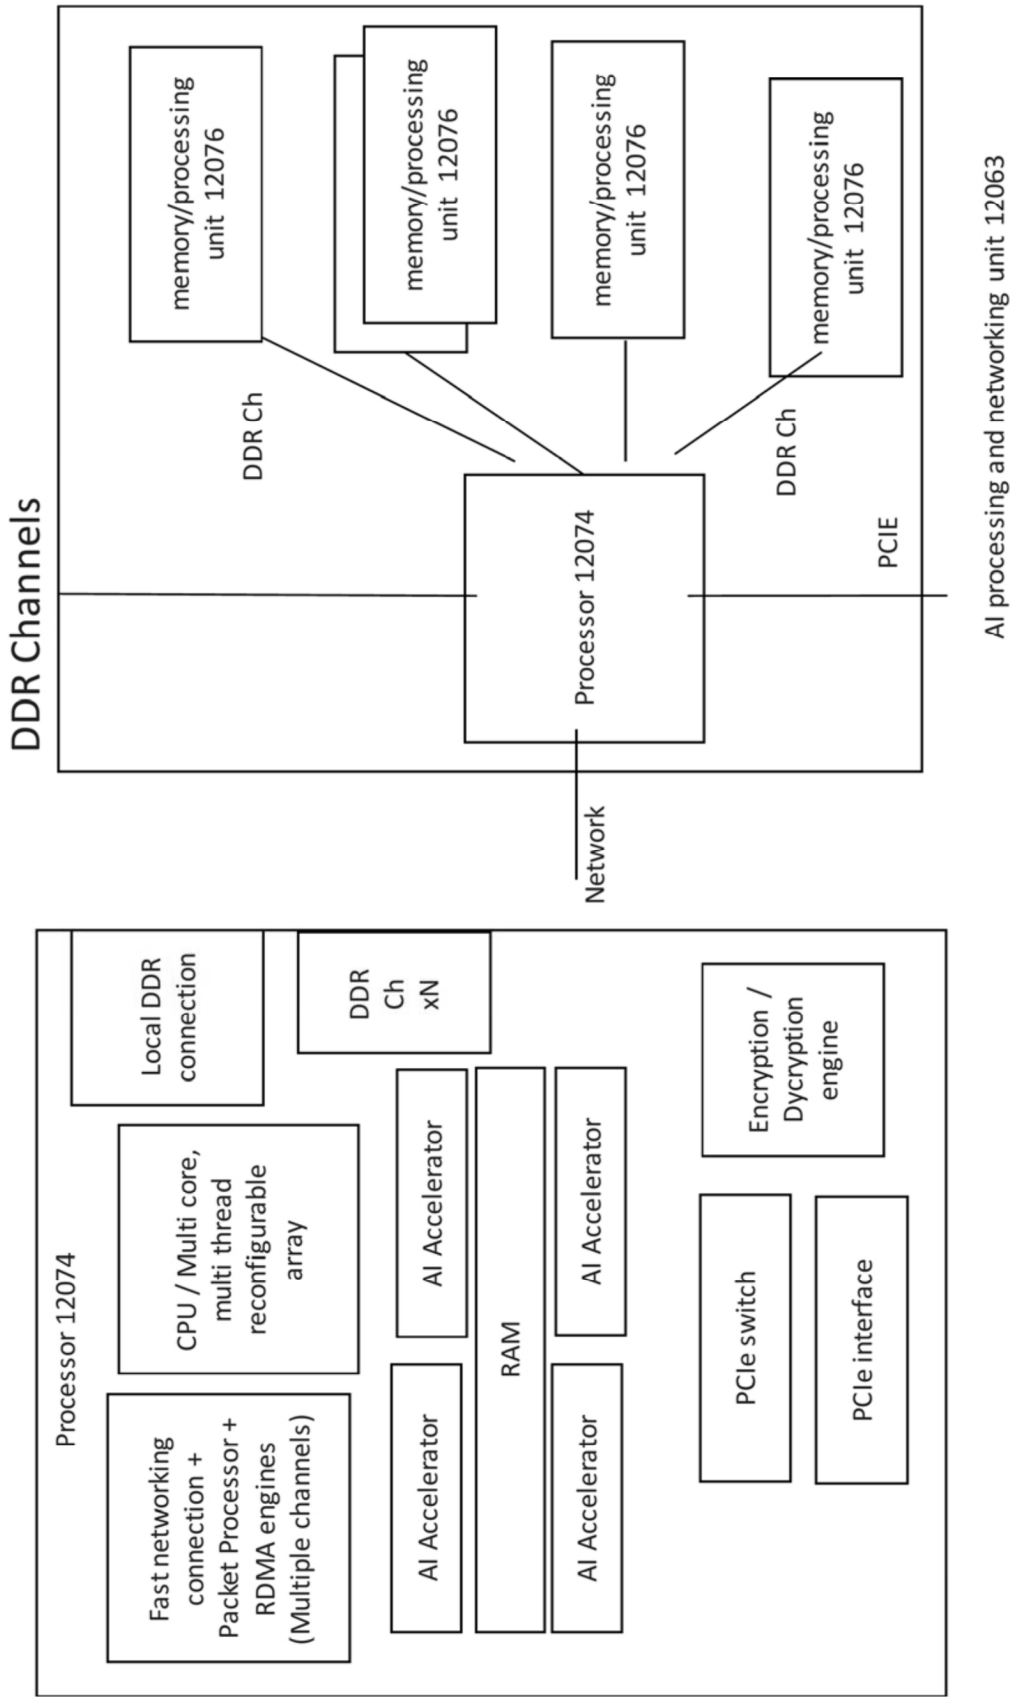 Processor 12074
Fast networking
connection +
Packet Processor +
RDMA engines
(Multiple channels)
CPU / Multi core,
multi thread
reconfigurable
array
Local DDR
connection
DDR
Ch
xN
AI Accelerator
AI Accelerator
RAM
AI Accelerator
AI Accelerator
PCIe switch
PCIe interface
Encryption /
Dycryption
engine
DDR Channels
Network
Processor 12074
DDR Ch
memory/processing
unit 12076
memory/processing
unit 12076
memory/processing
unit 12076
memory/processing
unit 12076
DDR Ch
PCIE
AI processing and networking unit 12063